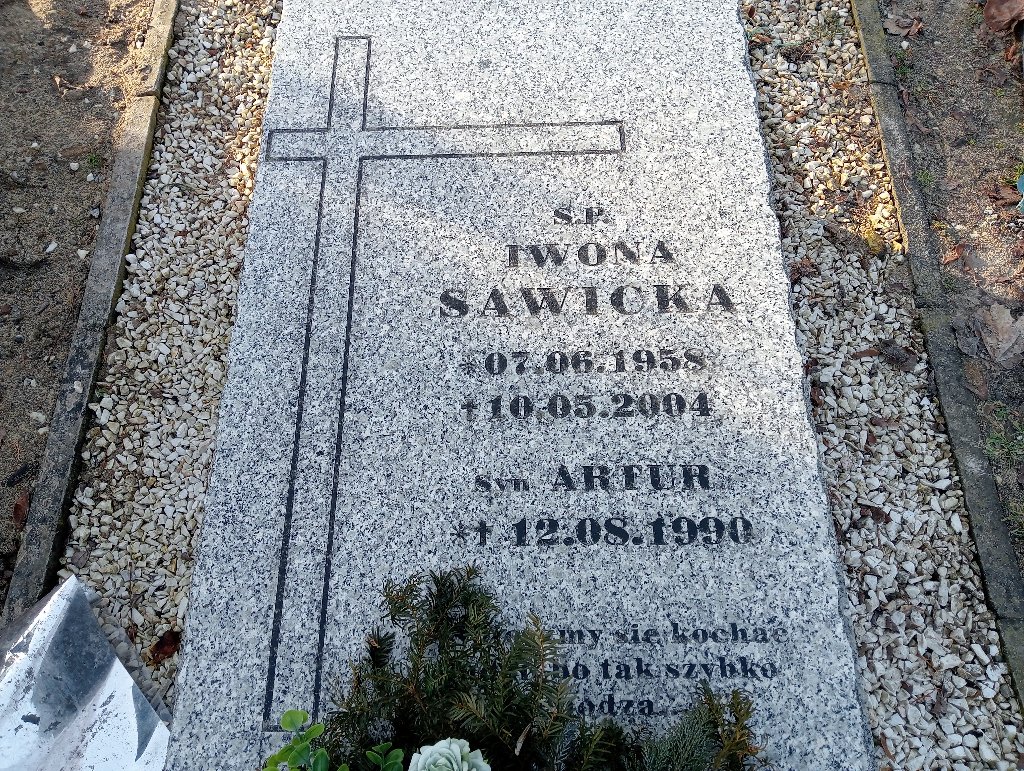 Ś.P.
IWONA
SAWICKA
*07.06.1958
†10.05.2004
Syn ARTUR
*† 12.08.1990
się kochać
tak szybko